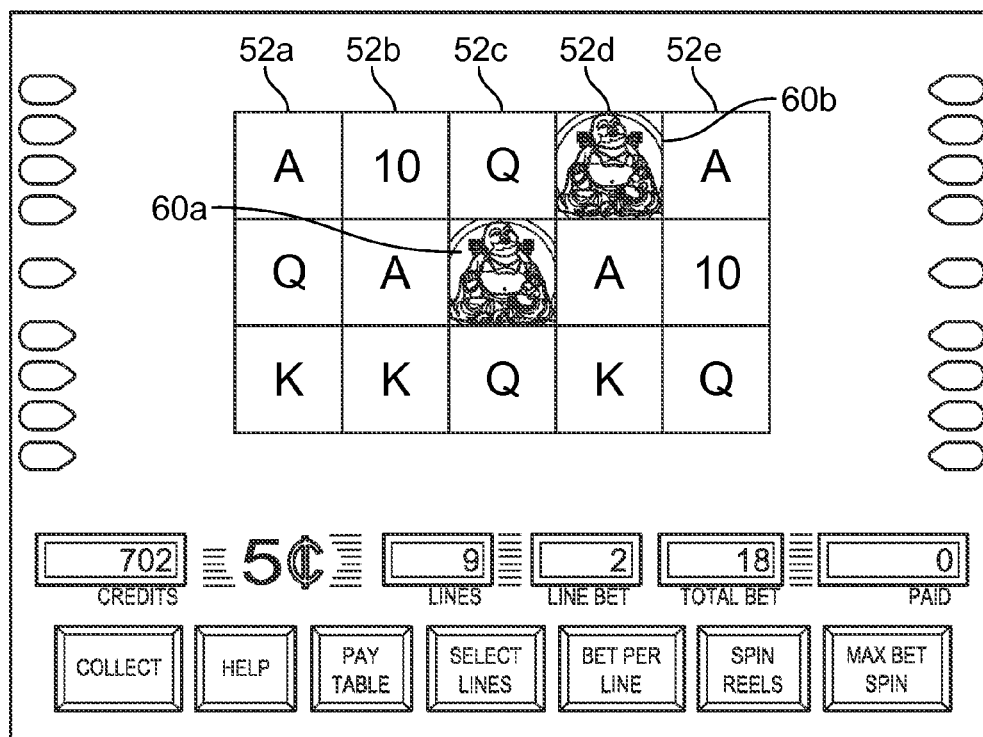 52a 52b 52c 52d 52e
60b
A 10 Q A
60a
Q A A 10
K K Q K Q
702 5¢ 9 2 18 0
CREDITS LINES LINE BET TOTAL BET PAID
COLLECT HELP PAY TABLE SELECT LINES BET PER LINE SPIN REELS MAX BET SPIN